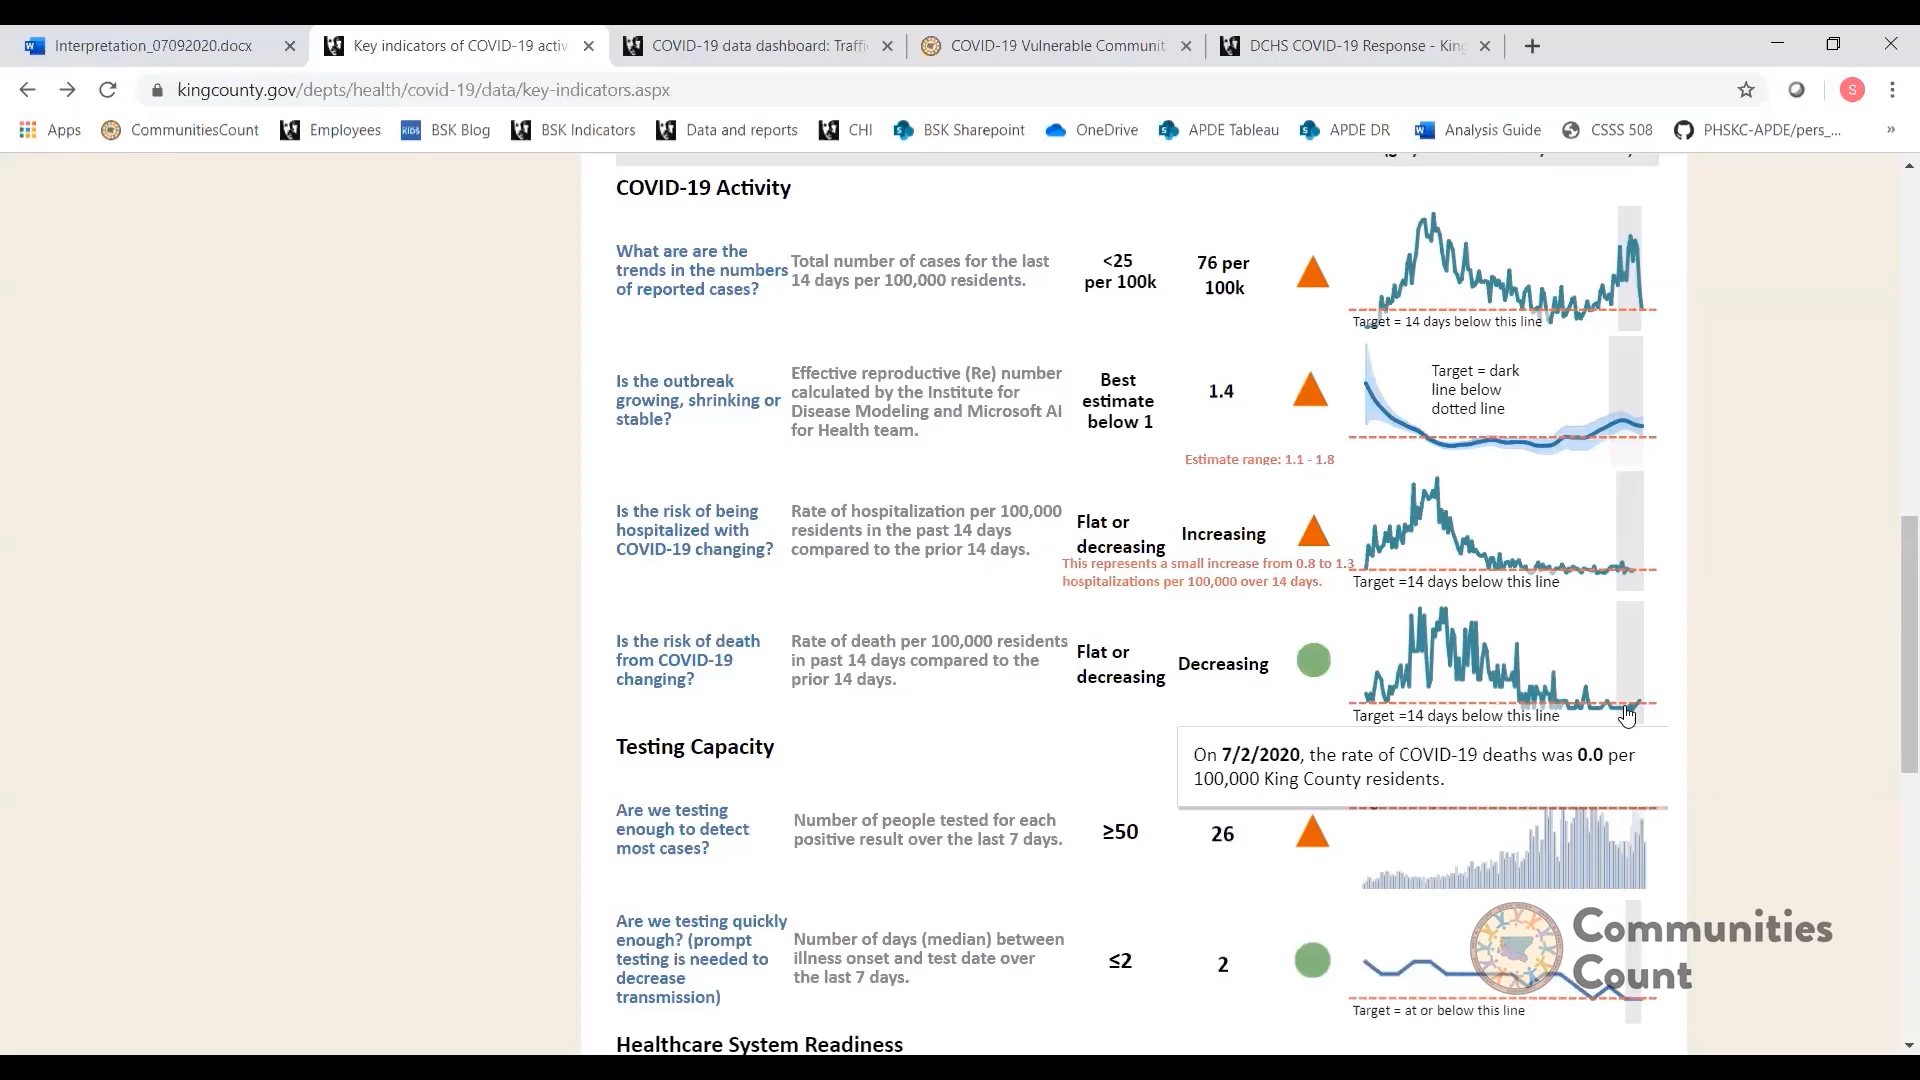 Interpretation_07092020.docx
Key indicators of COVID-19 activ
COVID-19 data dashboard: Traffi
COVID-19 Vulnerable Communit
DCHS COVID-19 Response - King
kingcounty.gov/depts/health/covid-19/data/key-indicators.aspx
S
Apps
CommunitiesCount
Employees
BSK Blog
BSK Indicators
Data and reports
CHI
BSK Sharepoint
OneDrive
APDE Tableau
APDE DR
Analysis Guide
CSSS 508
PHSKC-APDE/pers_...
COVID-19 Activity
What are are the
trends in the numbers
of reported cases?
Total number of cases for the last
14 days per 100,000 residents.
<25
per 100k
76 per
100k
Target = 14 days below this line
Is the outbreak
growing, shrinking or
stable?
Effective reproductive (Re) number
calculated by the Institute for
Disease Modeling and Microsoft AI
for Health team.
Best
estimate
below 1
1.4
Estimate range: 1.1 - 1.8
Target = dark
line below
dotted line
Is the risk of being
hospitalized with
COVID-19 changing?
Rate of hospitalization per 100,000
residents in the past 14 days
compared to the prior 14 days.
Flat or
decreasing
Increasing
This represents a small increase from 0.8 to 1.3
hospitalizations per 100,000 over 14 days.
Target =14 days below this line
Is the risk of death
from COVID-19
changing?
Rate of death per 100,000 residents
in past 14 days compared to the
prior 14 days.
Flat or
decreasing
Decreasing
Target =14 days below this line
On 7/2/2020, the rate of COVID-19 deaths was 0.0 per
100,000 King County residents.
Testing Capacity
Are we testing
enough to detect
most cases?
Number of people tested for each
positive result over the last 7 days.
≥50
26
Are we testing quickly
enough? (prompt
testing is needed to
decrease
transmission)
Number of days (median) between
illness onset and test date over
the last 7 days.
≤2
2
Target = at or below this line
Communities
Count
Healthcare System Readiness